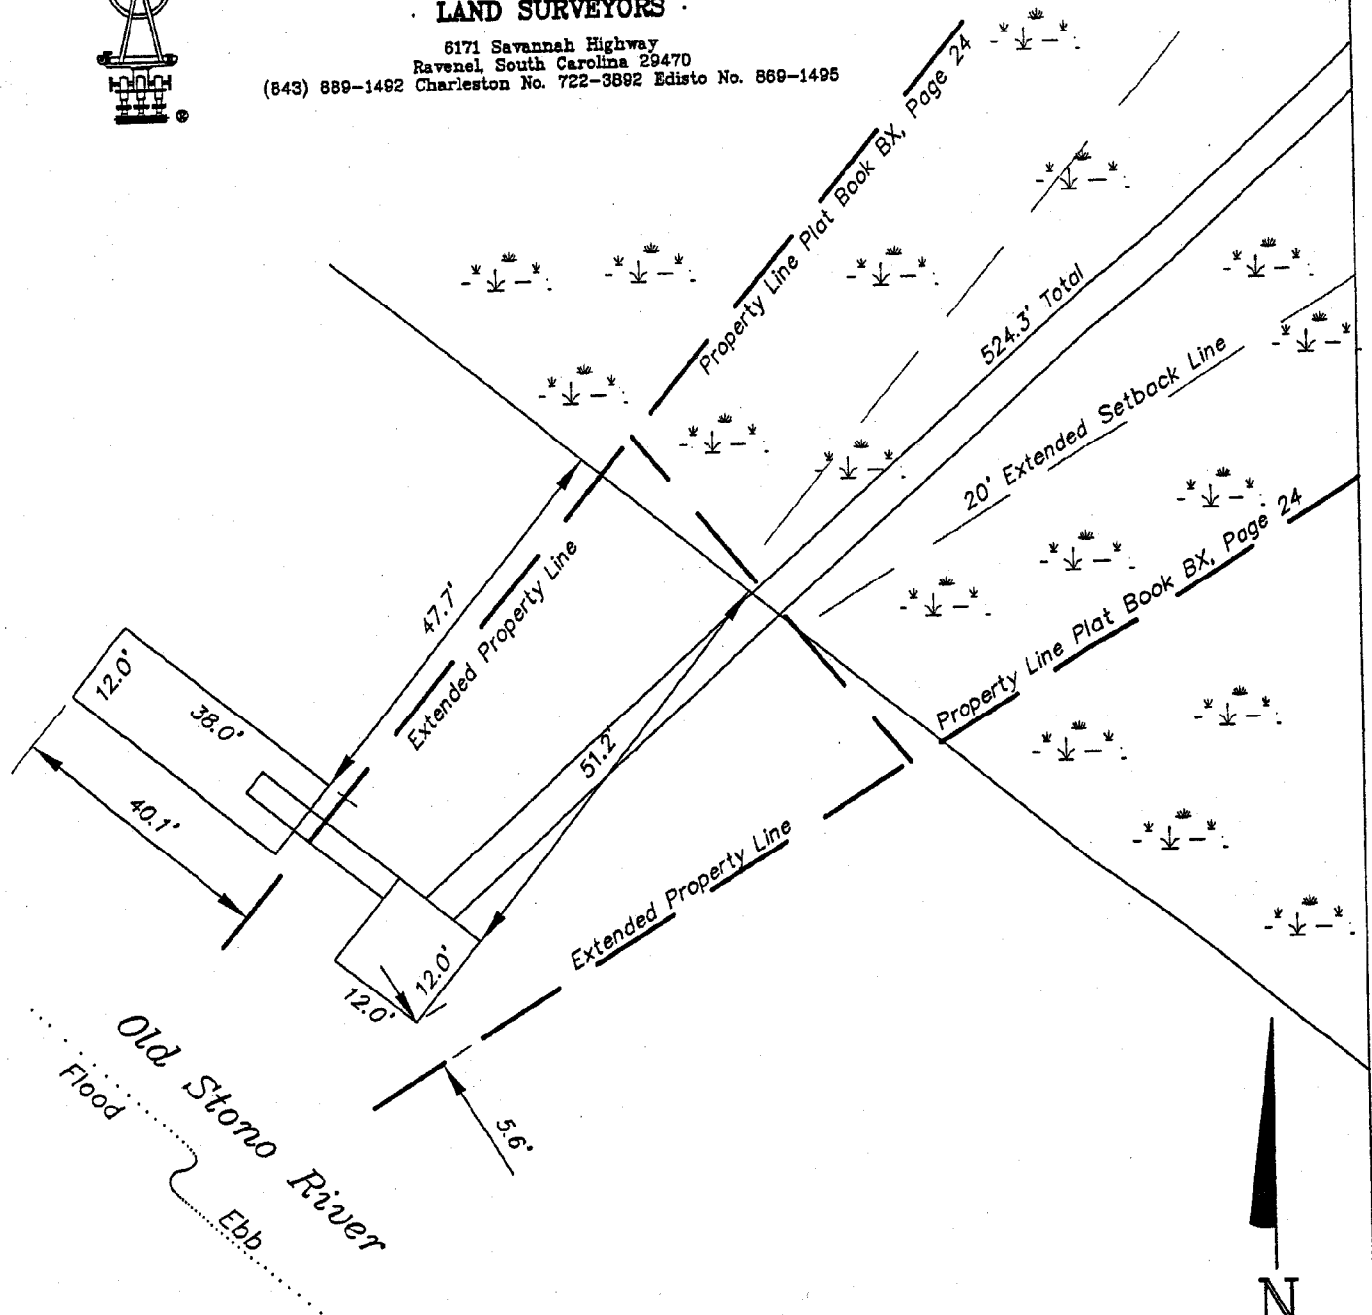 LAND SURVEYORS
6171 Savannah Highway
Ravenel, South Carolina 29470
(843) 889-1492 Charleston No. 722-3892 Edisto No. 869-1495
®
Property Line Plat Book BX, Page 24
524.3' Total
20' Extended Setback Line
Property Line Plat Book BX, Page 24
47.7'
Extended Property Line
12.0'
38.0'
40.1'
51.2'
Extended Property Line
12.0'
12.0'
5.6'
Old Stono River
Flood
Ebb
N